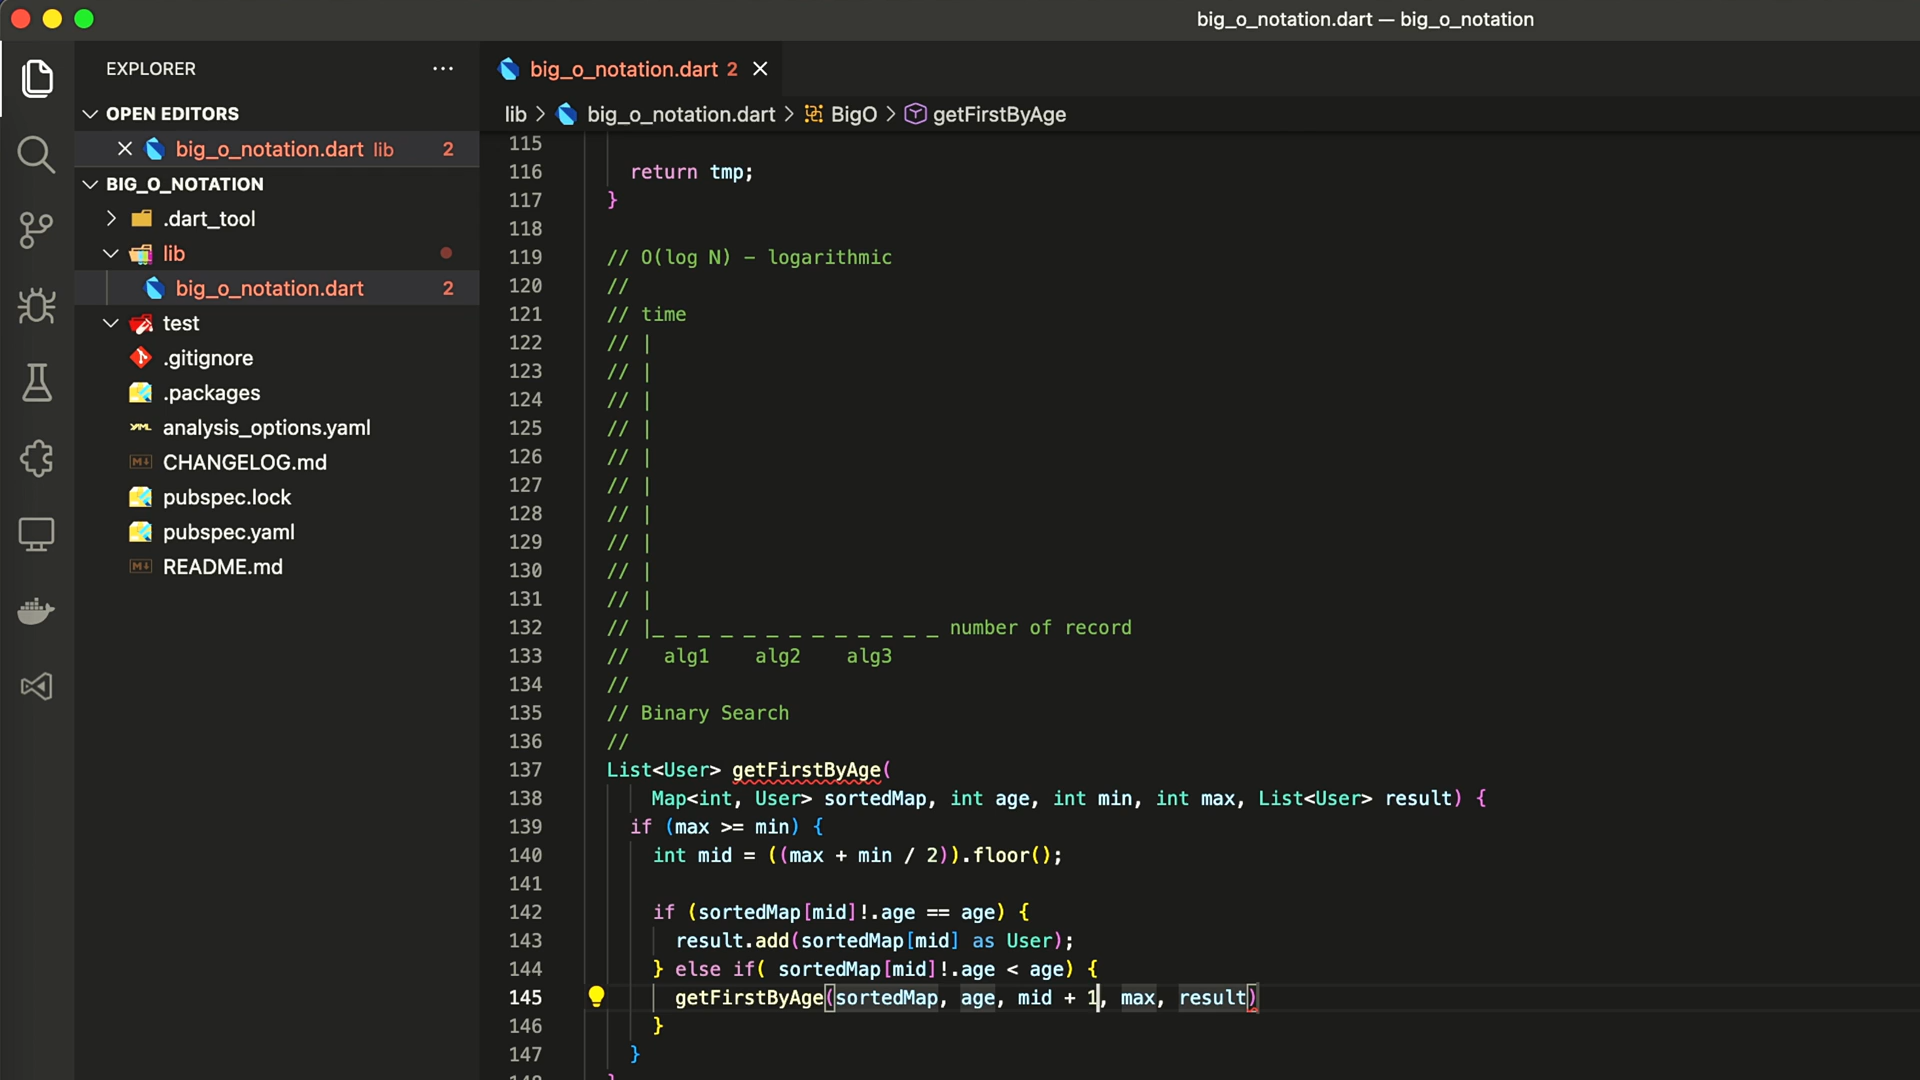 big_o_notation.dart — big_o_notation
EXPLORER
OPEN EDITORS
big_o_notation.dart lib 2
BIG_O_NOTATION
.dart_tool
lib
big_o_notation.dart 2
test
.gitignore
.packages
analysis_options.yaml
CHANGELOG.md
pubspec.lock
pubspec.yaml
README.md
big_o_notation.dart 2
lib > big_o_notation.dart > BigO > getFirstByAge
115
116 return tmp;
117 }
118
119 // O(log N) – logarithmic
120 //
121 // time
122 // |
123 // |
124 // |
125 // |
126 // |
127 // |
128 // |
129 // |
130 // |
131 // |
132 // |_ _ _ _ _ _ _ _ _ _ _ _ _ number of record
133 //   alg1    alg2    alg3
134 //
135 // Binary Search
136 //
137 List<User> getFirstByAge(
138 Map<int, User> sortedMap, int age, int min, int max, List<User> result) {
139 if (max >= min) {
140 int mid = ((max + min / 2)).floor();
141
142 if (sortedMap[mid]!.age == age) {
143 result.add(sortedMap[mid] as User);
144 } else if( sortedMap[mid]!.age < age) {
145 getFirstByAge(sortedMap, age, mid + 1, max, result)
146 }
147 }